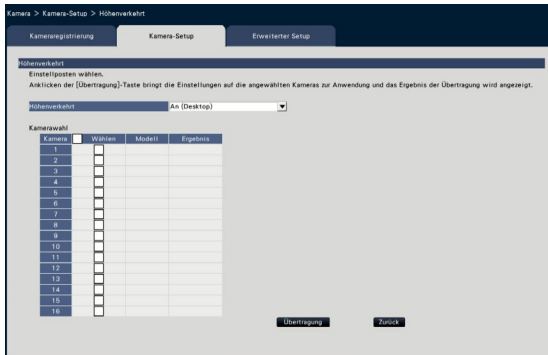 Kamera > Kamera-Setup > Höhenverkehrt
Kameraregistrierung Kamera-Setup Erweiterter Setup
Höhenverkehrt
Einstellposten wählen.
Anklicken der [Übertragung]-Taste bringt die Einstellungen auf die angewählten Kameras zur Anwendung und das Ergebnis der Übertragung wird angezeigt.
Höhenverkehrt An (Desktop)
Kamerawahl
Kamera Wählen Modell Ergebnis
1
2
3
4
5
6
7
8
9
10
11
12
13
14
15
16
Übertragung Zurück